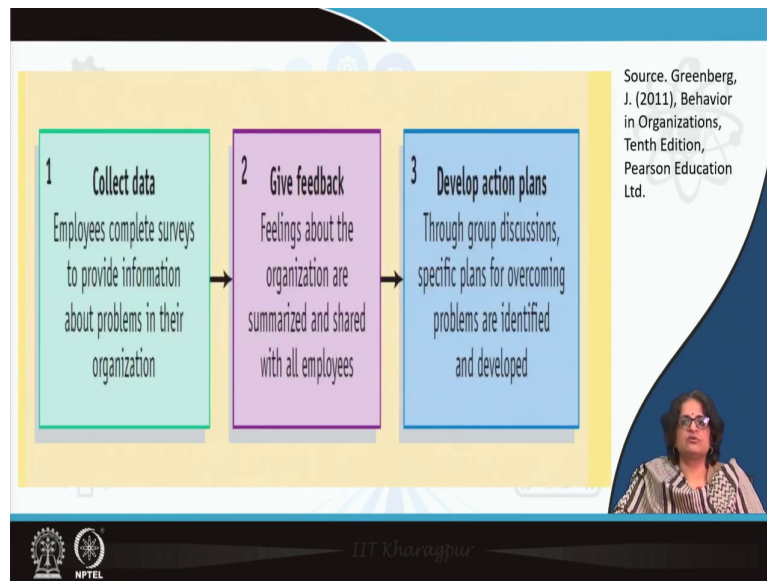 Source. Greenberg,
J. (2011), Behavior
in Organizations,
Tenth Edition,
Pearson Education
Ltd.
1
Collect data
Employees complete surveys
to provide information
about problems in their
organization
2
Give feedback
Feelings about the
organization are
summarized and shared
with all employees
3
Develop action plans
Through group discussions,
specific plans for overcoming
problems are identified
and developed
IIT Kharagpur
NPTEL